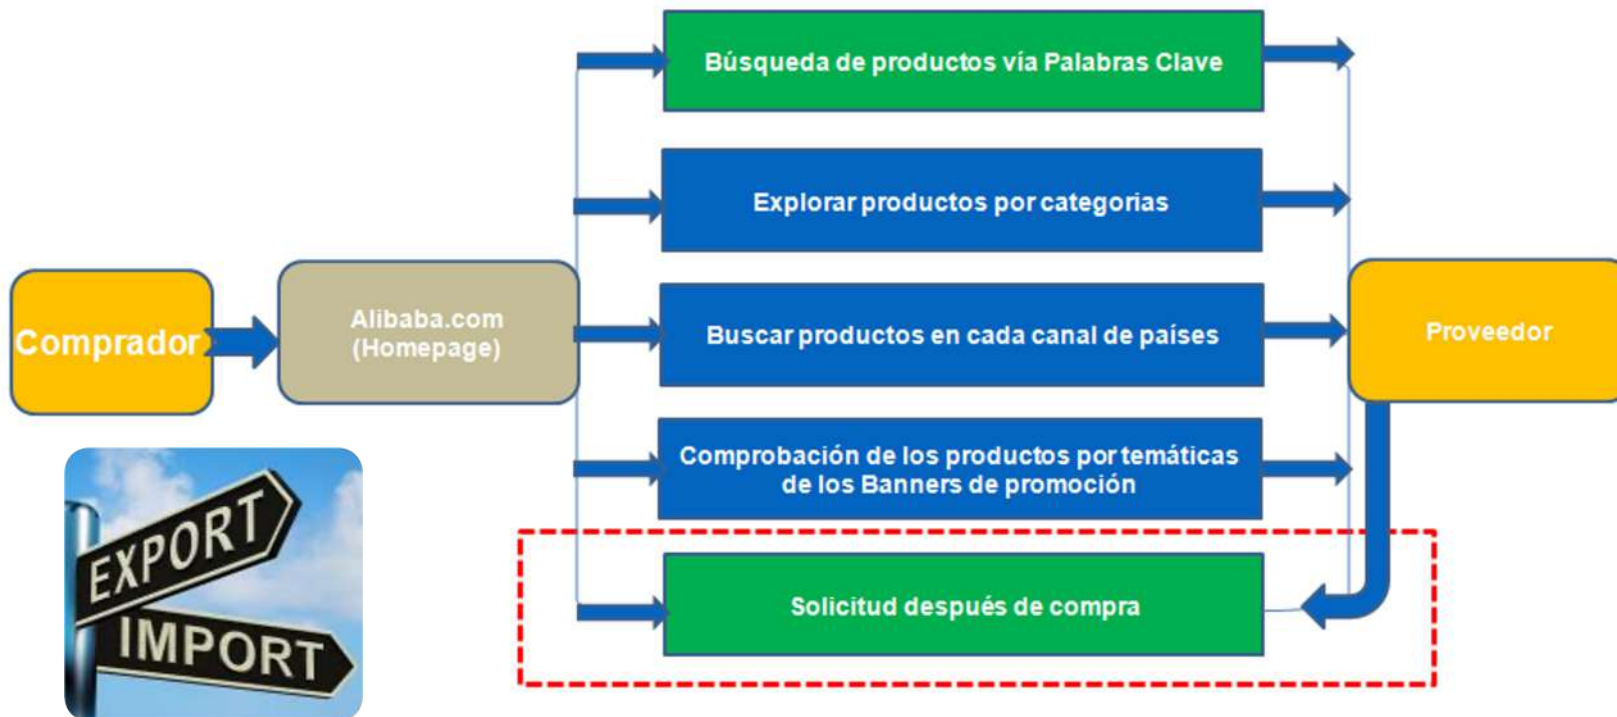 Búsqueda de productos vía Palabras Clave
Explorar productos por categorias
Comprador
Alibaba.com
(Homepage)
Buscar productos en cada canal de países
Proveedor
Comprobación de los productos por temáticas
de los Banners de promoción
Solicitud después de compra
EXPORT
IMPORT